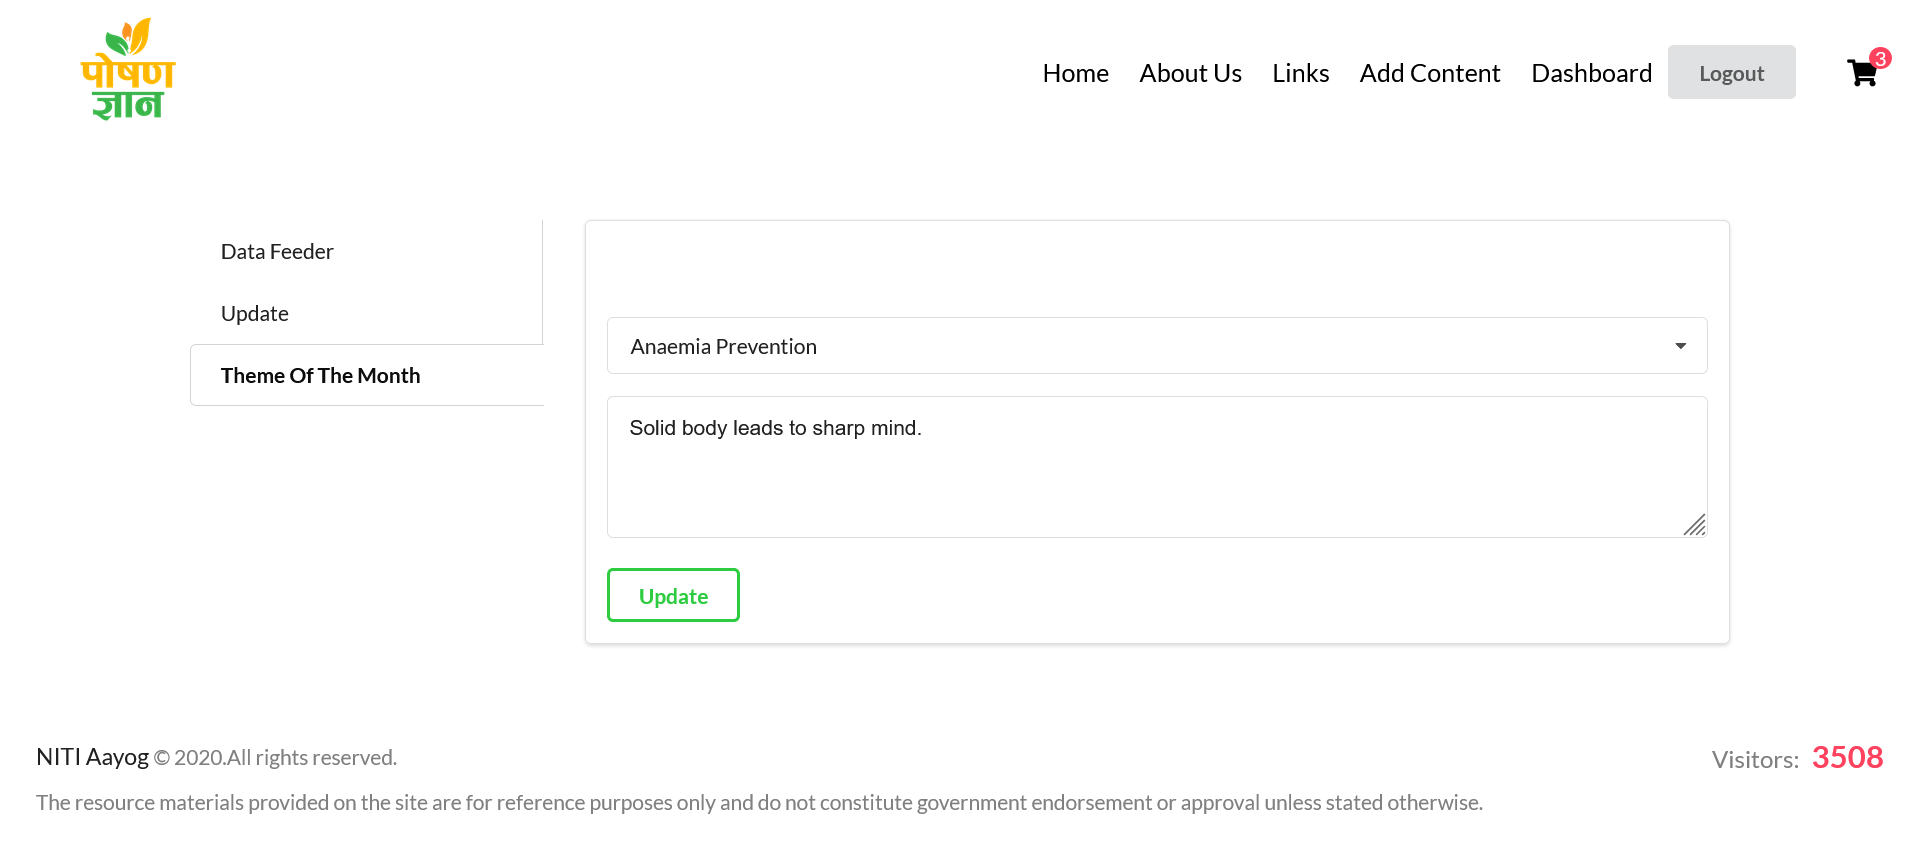 पोषण
ज्ञान
Home About Us Links Add Content Dashboard Logout 3
Data Feeder
Update
Theme Of The Month
Anaemia Prevention
Solid body leads to sharp mind.
Update
NITI Aayog © 2020.All rights reserved.
Visitors: 3508
The resource materials provided on the site are for reference purposes only and do not constitute government endorsement or approval unless stated otherwise.